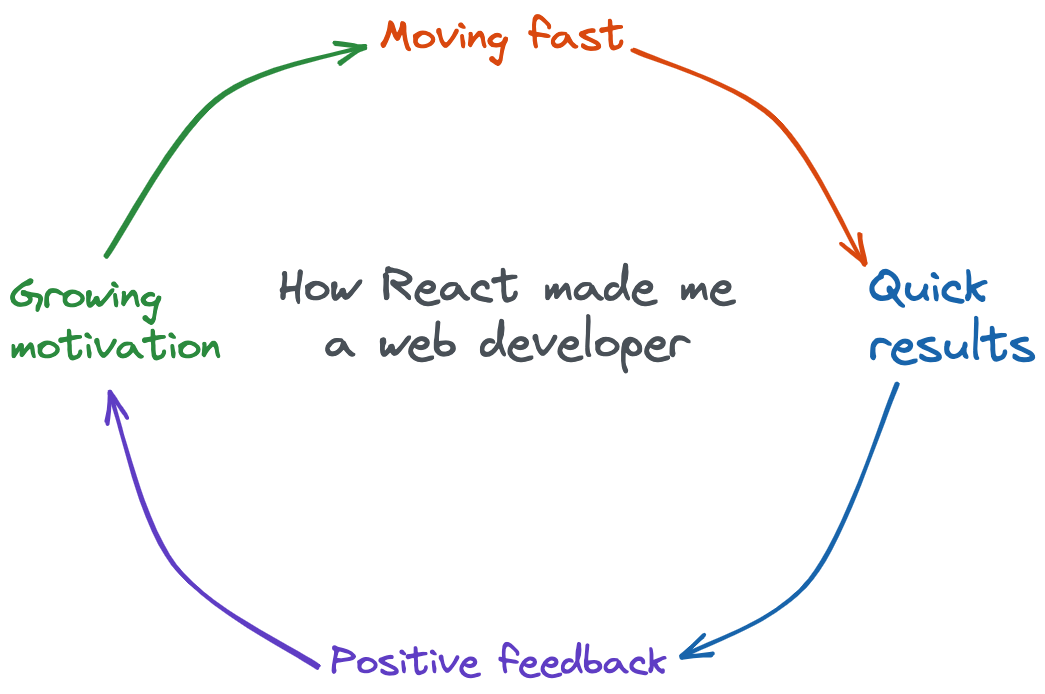 Moving fast
Growing
motivation
How React made me
a web developer
Quick
results
Positive feedback